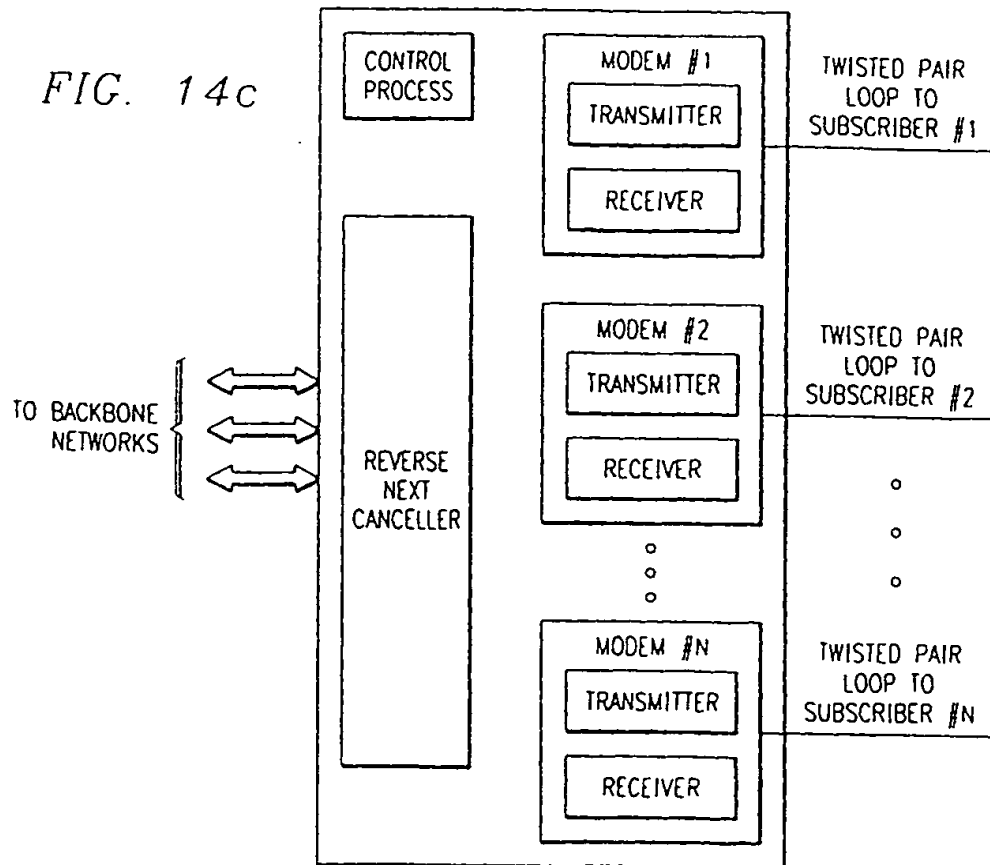 FIG. 14c
CONTROL
PROCESS
REVERSE
NEXT
CANCELLER
TO BACKBONE
NETWORKS
MODEM #1
TRANSMITTER
RECEIVER
TWISTED PAIR
LOOP TO
SUBSCRIBER #1
MODEM #2
TRANSMITTER
RECEIVER
TWISTED PAIR
LOOP TO
SUBSCRIBER #2
MODEM #N
TRANSMITTER
RECEIVER
TWISTED PAIR
LOOP TO
SUBSCRIBER #N